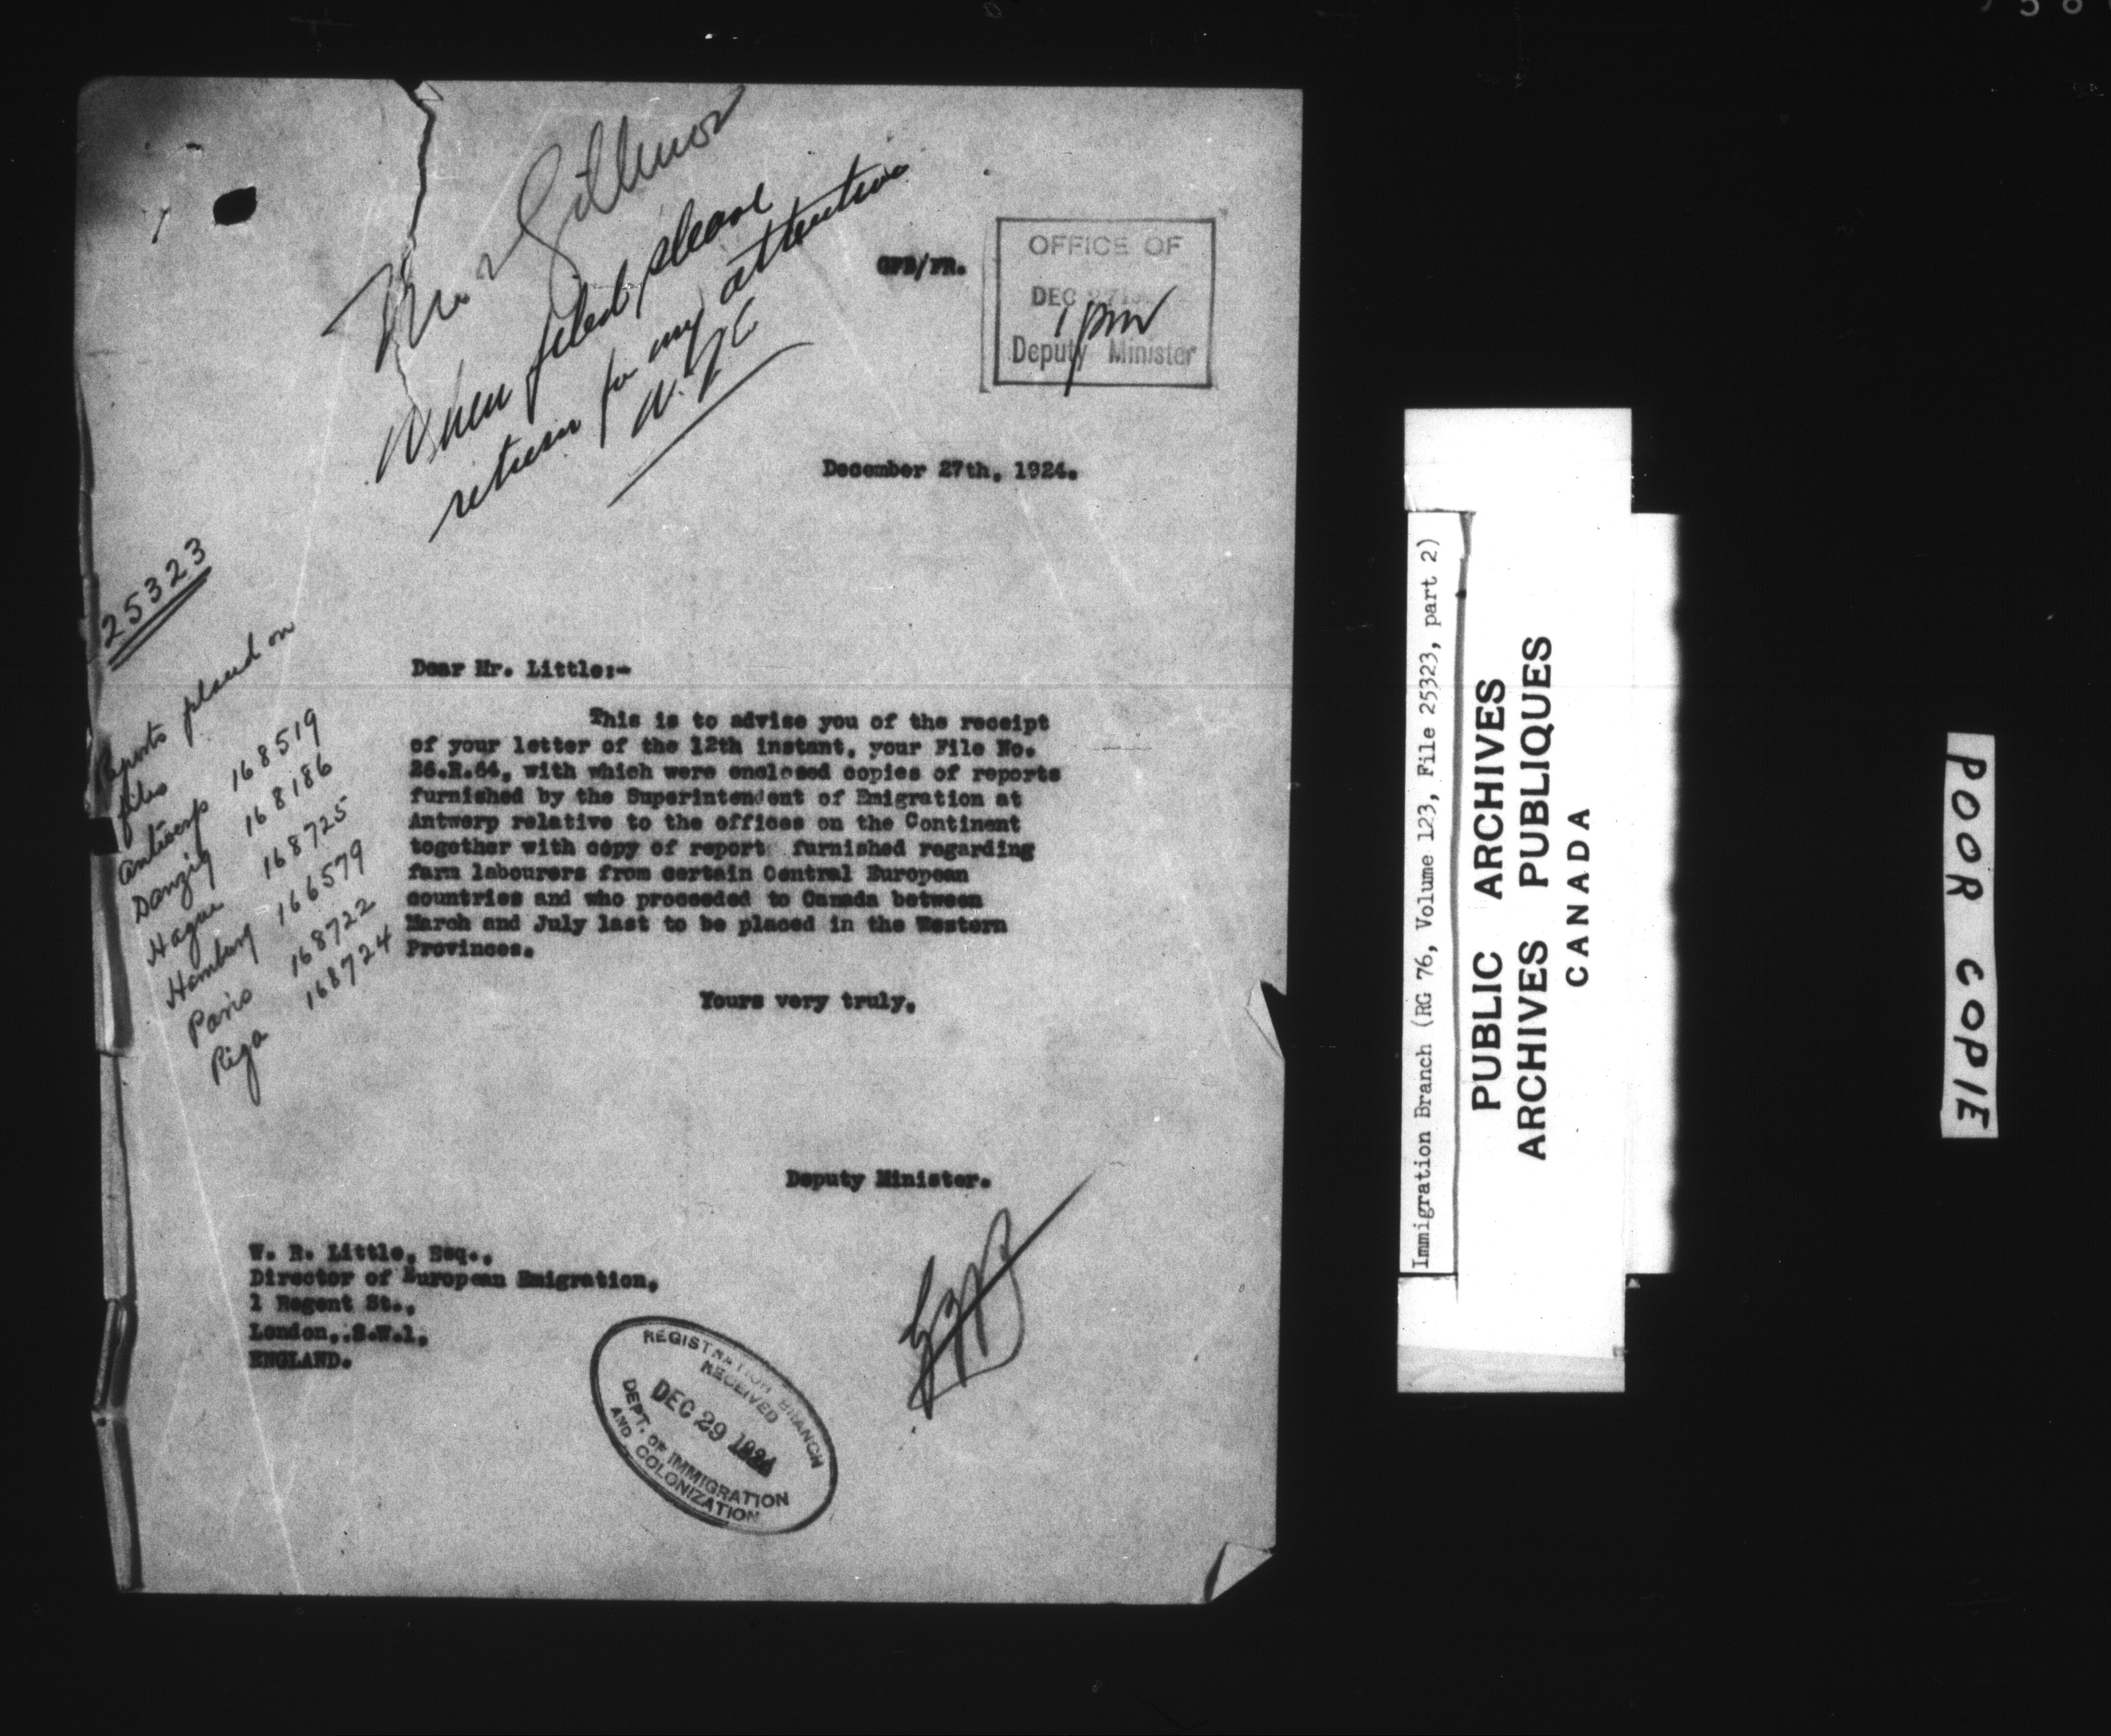 Mr Gillmor
When filed please
return for my attention
OFFICE OF
DEC 27
1 pm
Deputy Minister
GFB/FR.
December 27th, 1924.
25323
Reports placed on
files
Antwerp 168519
Danzig 168186
Hague 168725
Hamburg 166579
Paris 168722
Riga 168724
Dear Mr. Little:-
This is to advise you of the receipt
of your letter of the 12th instant, your File No.
26.R.64, with which were enclosed copies of reports
furnished by the Superintendent of Emigration at
Antwerp relative to the offices on the Continent
together with copy of report furnished regarding
farm labourers from certain Central European
countries and who proceeded to Canada between
March and July last to be placed in the Western
Provinces.
Yours very truly,
Deputy Minister.
W. R. Little, Esq.,
Director of European Emigration,
1 Regent St.,
London, S.W.1,
ENGLAND.
REGISTRATION BRANCH
RECEIVED
DEC 29 1924
DEPT. OF IMMIGRATION
AND COLONIZATION
Immigration Branch (RG 76, Volume 123, File 25323, part 2)
PUBLIC ARCHIVES
ARCHIVES PUBLIQUES
CANADA
POOR COPIE